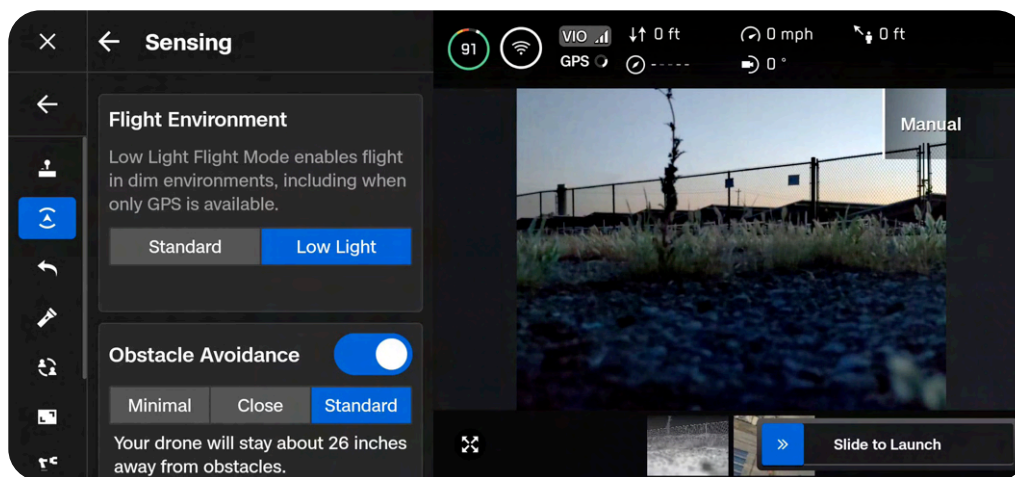 Sensing
Flight Environment
Low Light Flight Mode enables flight
in dim environments, including when
only GPS is available.
Standard Low Light
Obstacle Avoidance
Minimal Close Standard
Your drone will stay about 26 inches
away from obstacles.
91 VIO 0 ft 0 mph 0 ft
GPS ----- 0 °
Manual
Slide to Launch